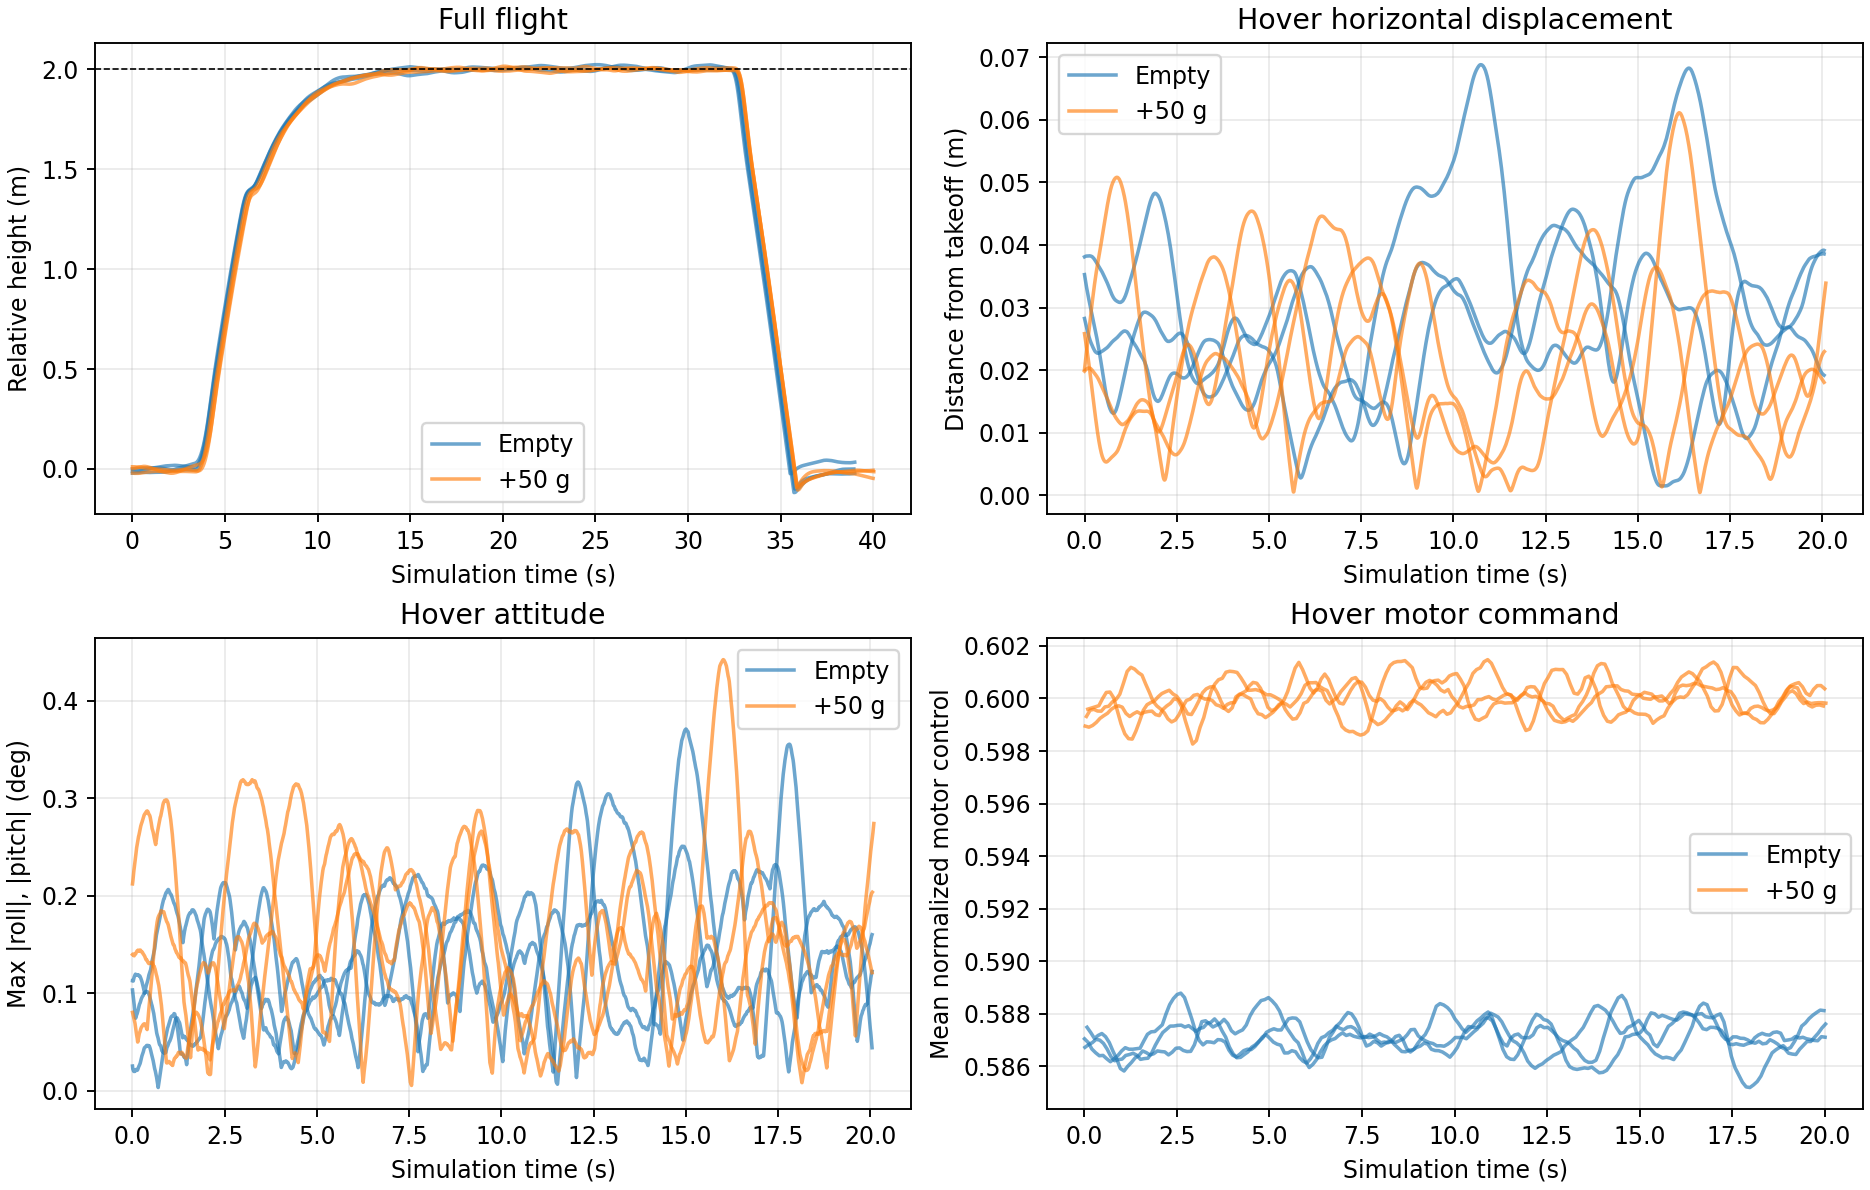 Full flight
Relative height (m)
2.0
1.5
1.0
0.5
0.0
Empty
+50 g
0 5 10 15 20 25 30 35 40
Simulation time (s)
Hover horizontal displacement
Distance from takeoff (m)
0.07
0.06
0.05
0.04
0.03
0.02
0.01
0.00
Empty
+50 g
0.0 2.5 5.0 7.5 10.0 12.5 15.0 17.5 20.0
Simulation time (s)
Hover attitude
Max |roll|, |pitch| (deg)
0.4
0.3
0.2
0.1
0.0
Empty
+50 g
0.0 2.5 5.0 7.5 10.0 12.5 15.0 17.5 20.0
Simulation time (s)
Hover motor command
Mean normalized motor control
0.602
0.600
0.598
0.596
0.594
0.592
0.590
0.588
0.586
Empty
+50 g
0.0 2.5 5.0 7.5 10.0 12.5 15.0 17.5 20.0
Simulation time (s)